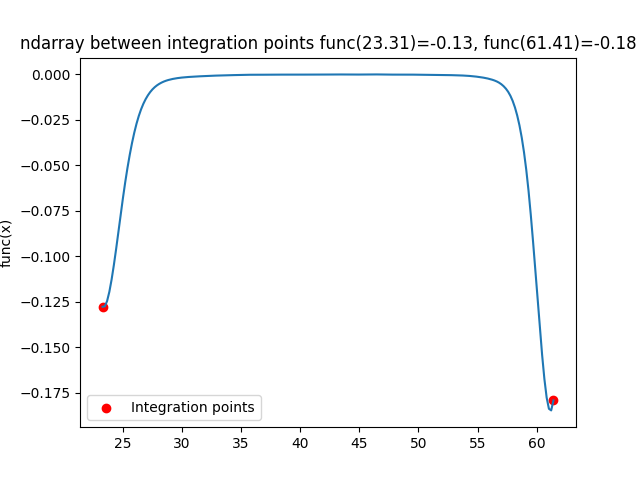 ndarray between integration points func(23.31)=-0.13, func(61.41)=-0.18
func(x)
0.000
−0.025
−0.050
−0.075
−0.100
−0.125
−0.150
−0.175
Integration points
25 30 35 40 45 50 55 60